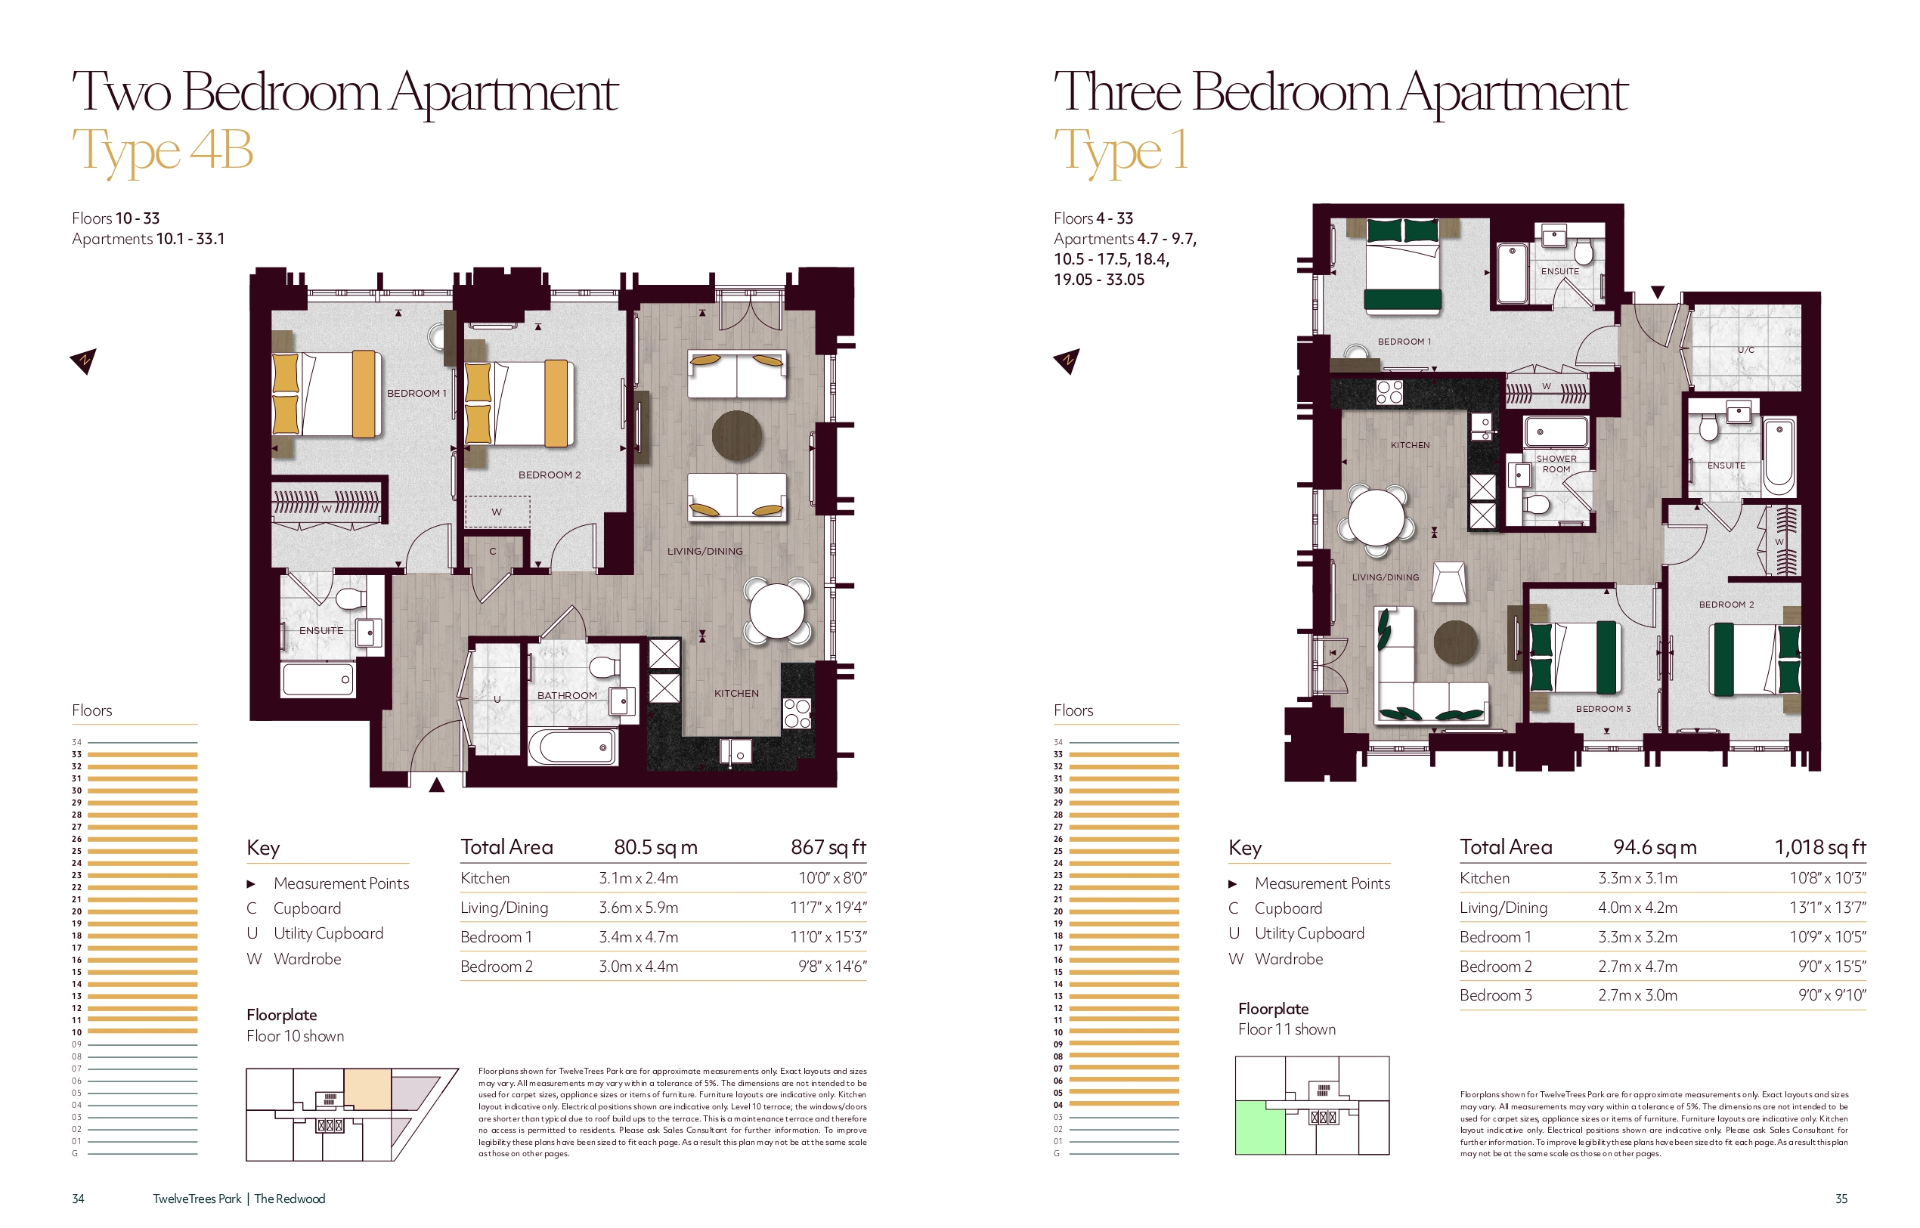 Two Bedroom Apartment
Type 4B
Floors 10 - 33
Apartments 10.1 - 33.1
N
BEDROOM 1
BEDROOM 2
W
W
C
LIVING/DINING
ENSUITE
U
BATHROOM
KITCHEN
Floors
34
33
32
31
30
29
28
27
26
25
24
23
22
21
20
19
18
17
16
15
14
13
12
11
10
09
08
07
06
05
04
03
02
01
G
Key
Measurement Points
C Cupboard
U Utility Cupboard
W Wardrobe
Total Area 80.5 sq m 867 sq ft
Kitchen 3.1m x 2.4m 10'0" x 8'0"
Living/Dining 3.6m x 5.9m 11'7" x 19'4"
Bedroom 1 3.4m x 4.7m 11'0" x 15'3"
Bedroom 2 3.0m x 4.4m 9'8" x 14'6"
Floorplate
Floor 10 shown
Floorplans shown for TwelveTrees Park are for approximate measurements only. Exact layouts and sizes
may vary. All measurements may vary within a tolerance of 5%. The dimensions are not intended to be
used for carpet sizes, appliance sizes or items of furniture. Furniture layouts are indicative only. Kitchen
layout indicative only. Electrical positions shown are indicative only. Level 10 terrace; the windows/doors
are shorter than typical due to roof build ups to the terrace. This is a maintenance terrace and therefore
no access is permitted to residents. Please ask Sales Consultant for further information. To improve
legibility these plans have been sized to fit each page. As a result this plan may not be at the same scale
as those on other pages.
34 TwelveTrees Park | The Redwood
Three Bedroom Apartment
Type 1
Floors 4 - 33
Apartments 4.7 - 9.7,
10.5 - 17.5, 18.4,
19.05 - 33.05
N
ENSUITE
BEDROOM 1
U/C
W
KITCHEN
SHOWER
ROOM
ENSUITE
W
LIVING/DINING
BEDROOM 2
BEDROOM 3
Floors
34
33
32
31
30
29
28
27
26
25
24
23
22
21
20
19
18
17
16
15
14
13
12
11
10
09
08
07
06
05
04
03
02
01
G
Key
Measurement Points
C Cupboard
U Utility Cupboard
W Wardrobe
Total Area 94.6 sq m 1,018 sq ft
Kitchen 3.3m x 3.1m 10'8" x 10'3"
Living/Dining 4.0m x 4.2m 13'1" x 13'7"
Bedroom 1 3.3m x 3.2m 10'9" x 10'5"
Bedroom 2 2.7m x 4.7m 9'0" x 15'5"
Bedroom 3 2.7m x 3.0m 9'0" x 9'10"
Floorplate
Floor 11 shown
Floorplans shown for TwelveTrees Park are for approximate measurements only. Exact layouts and sizes
may vary. All measurements may vary within a tolerance of 5%. The dimensions are not intended to be
used for carpet sizes, appliance sizes or items of furniture. Furniture layouts are indicative only. Kitchen
layout indicative only. Electrical positions shown are indicative only. Please ask Sales Consultant for
further information. To improve legibility these plans have been sized to fit each page. As a result this plan
may not be at the same scale as those on other pages.
35